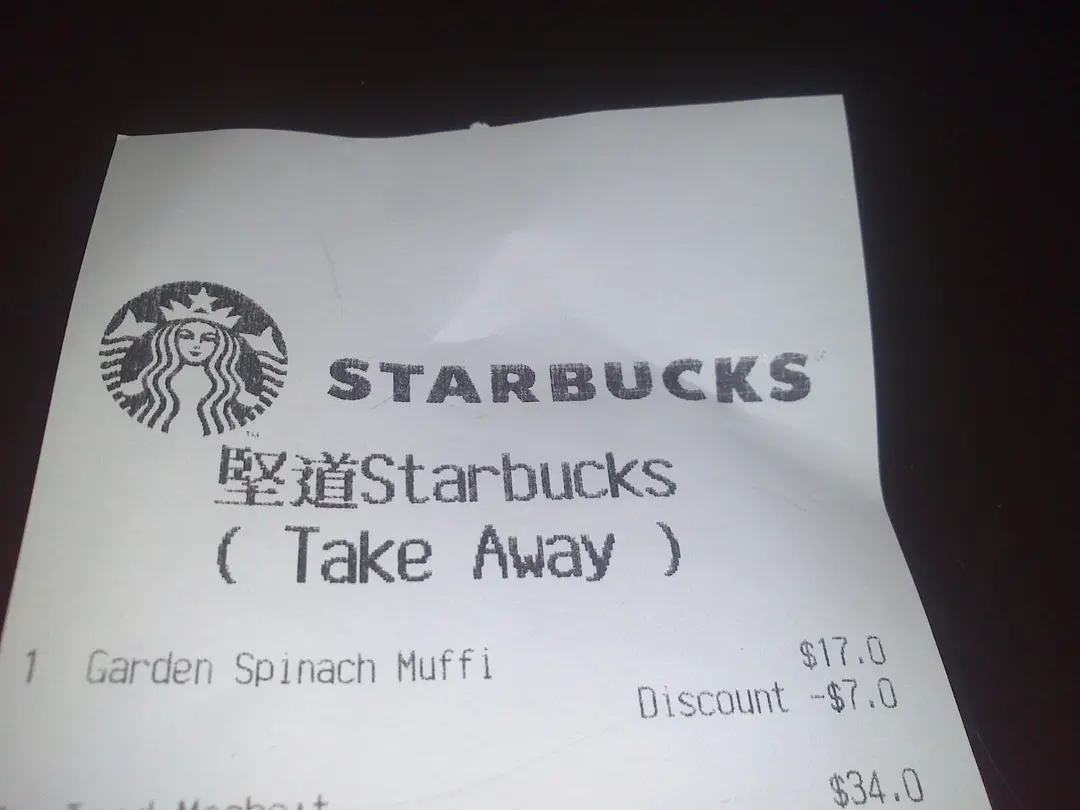 STARBUCKS
堅道Starbucks
( Take Away )
1 Garden Spinach Muffi $17.0
Discount -$7.0
$34.0